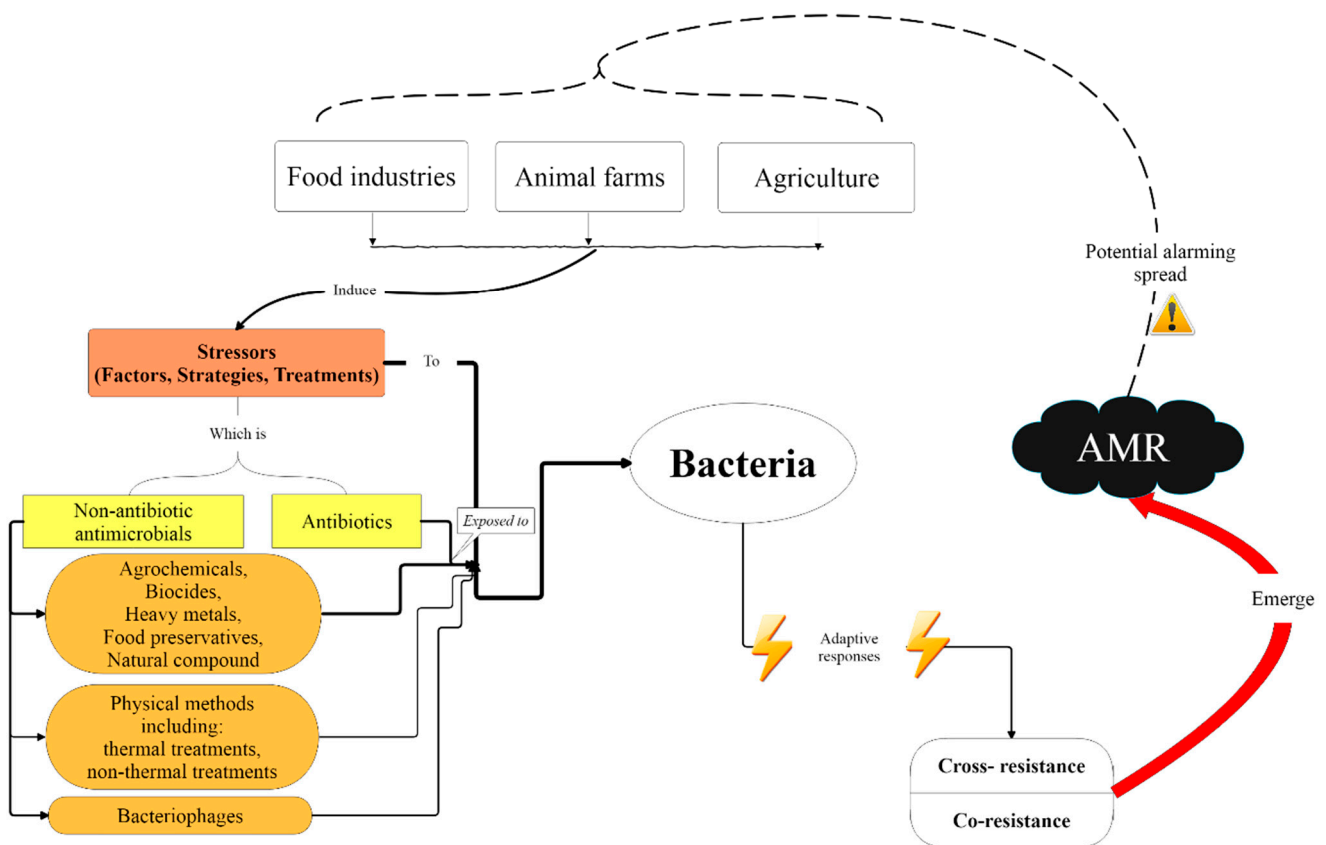 Food industries
Animal farms
Agriculture
Potential alarming
spread
Induce
Stressors
(Factors, Strategies, Treatments)
To
Which is
Bacteria
AMR
Non-antibiotic
antimicrobials
Antibiotics
Exposed to
Agrochemicals,
Biocides,
Heavy metals,
Food preservatives,
Natural compound
Emerge
Adaptive
responses
Physical methods
including:
thermal treatments,
non-thermal treatments
Cross- resistance
Co-resistance
Bacteriophages